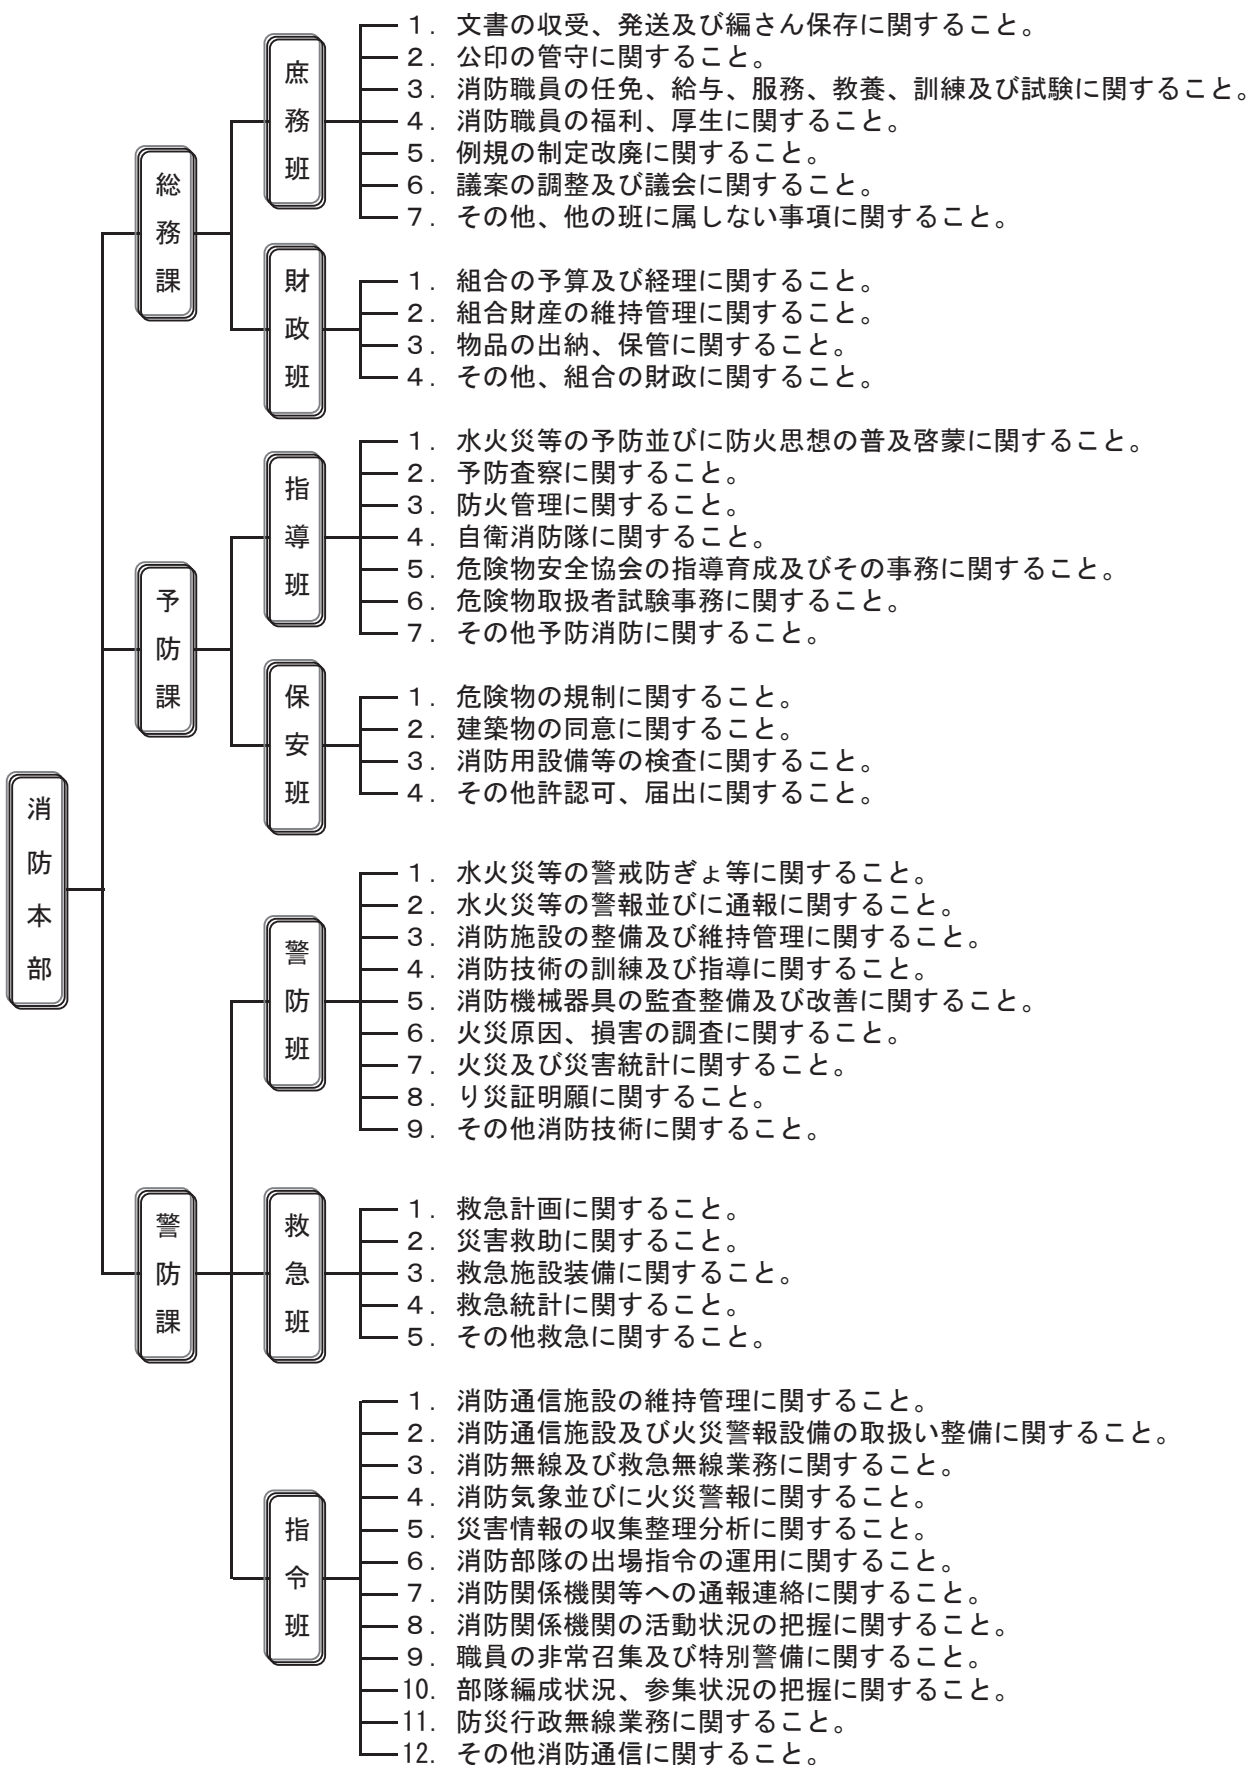 消防本部
総務課
庶務班
1．文書の収受、発送及び編さん保存に関すること。
2．公印の管守に関すること。
3．消防職員の任免、給与、服務、教養、訓練及び試験に関すること。
4．消防職員の福利、厚生に関すること。
5．例規の制定改廃に関すること。
6．議案の調整及び議会に関すること。
7．その他、他の班に属しない事項に関すること。
財政班
1．組合の予算及び経理に関すること。
2．組合財産の維持管理に関すること。
3．物品の出納、保管に関すること。
4．その他、組合の財政に関すること。
予防課
指導班
1．水火災等の予防並びに防火思想の普及啓蒙に関すること。
2．予防査察に関すること。
3．防火管理に関すること。
4．自衛消防隊に関すること。
5．危険物安全協会の指導育成及びその事務に関すること。
6．危険物取扱者試験事務に関すること。
7．その他予防消防に関すること。
保安班
1．危険物の規制に関すること。
2．建築物の同意に関すること。
3．消防用設備等の検査に関すること。
4．その他許認可、届出に関すること。
警防課
警防班
1．水火災等の警戒防ぎょ等に関すること。
2．水火災等の警報並びに通報に関すること。
3．消防施設の整備及び維持管理に関すること。
4．消防技術の訓練及び指導に関すること。
5．消防機械器具の監査整備及び改善に関すること。
6．火災原因、損害の調査に関すること。
7．火災及び災害統計に関すること。
8．り災証明願に関すること。
9．その他消防技術に関すること。
救急班
1．救急計画に関すること。
2．災害救助に関すること。
3．救急施設装備に関すること。
4．救急統計に関すること。
5．その他救急に関すること。
指令班
1．消防通信施設の維持管理に関すること。
2．消防通信施設及び火災警報設備の取扱い整備に関すること。
3．消防無線及び救急無線業務に関すること。
4．消防気象並びに火災警報に関すること。
5．災害情報の収集整理分析に関すること。
6．消防部隊の出場指令の運用に関すること。
7．消防関係機関等への通報連絡に関すること。
8．消防関係機関の活動状況の把握に関すること。
9．職員の非常召集及び特別警備に関すること。
10．部隊編成状況、参集状況の把握に関すること。
11．防災行政無線業務に関すること。
12．その他消防通信に関すること。